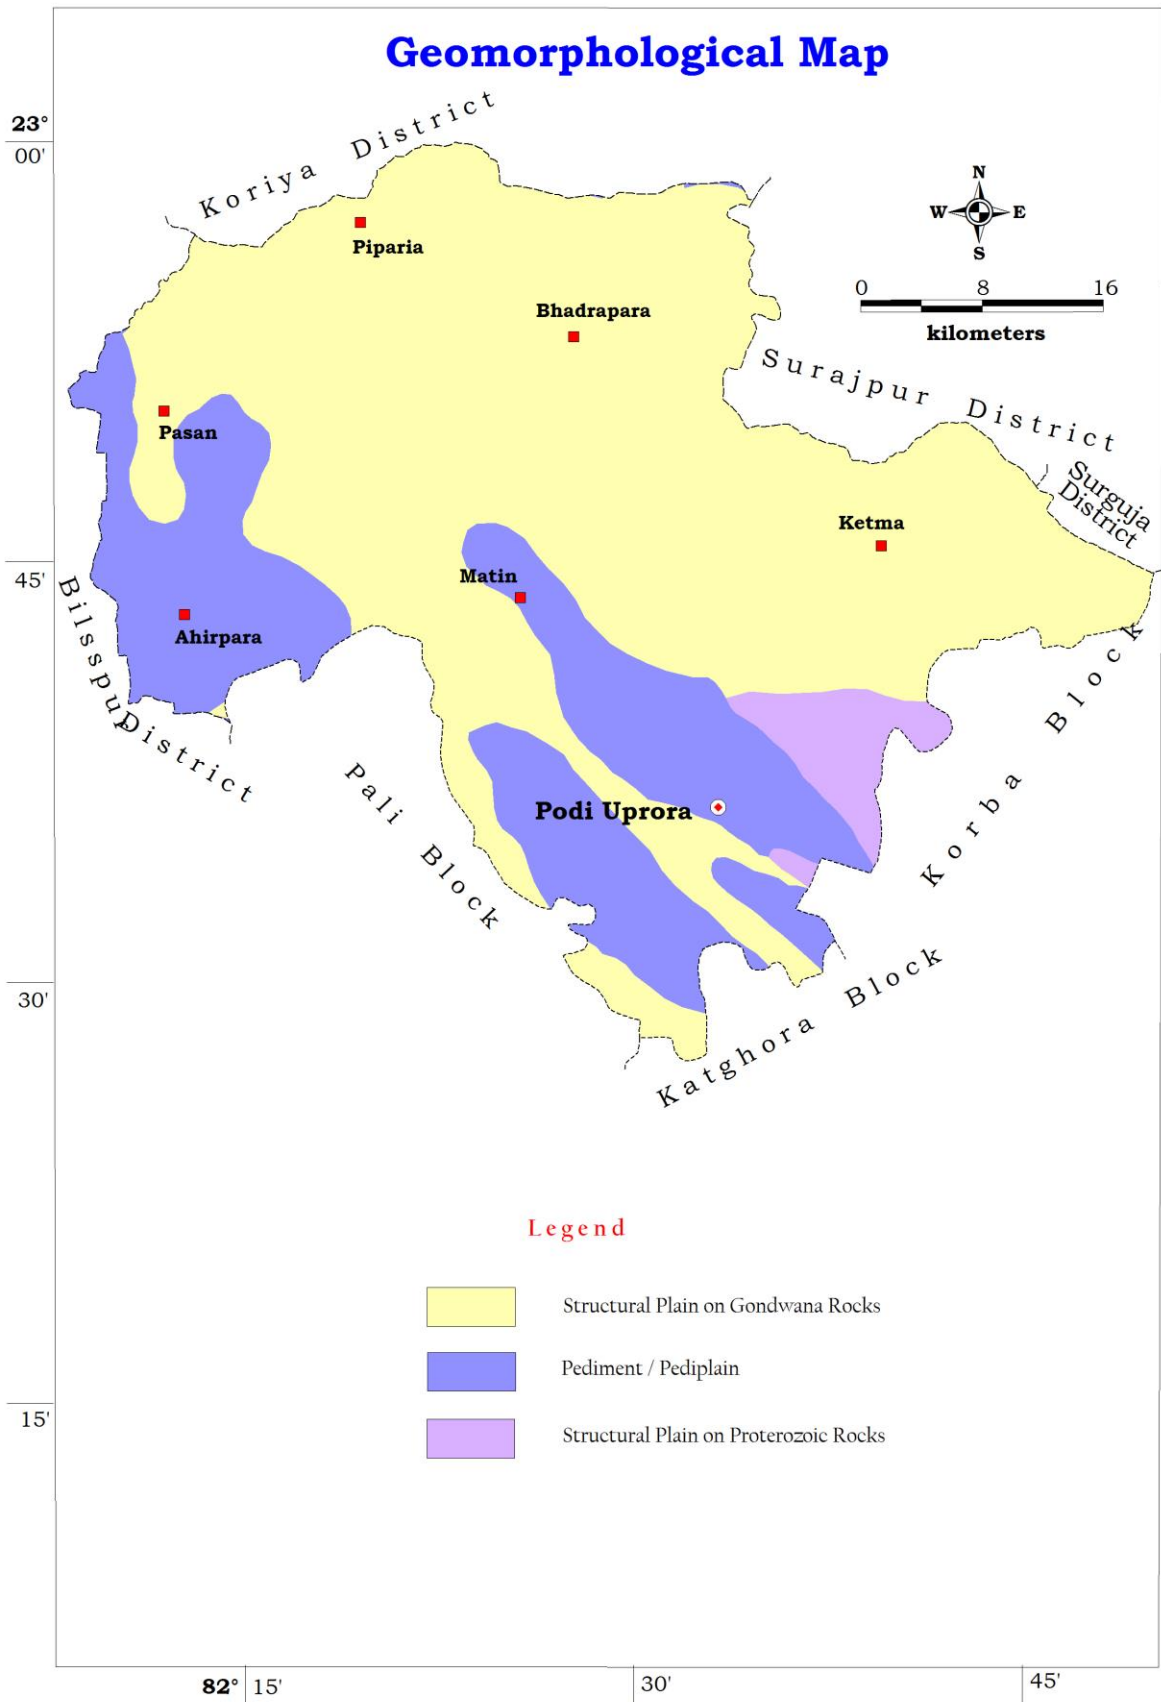 Geomorphological Map
23°
00'
Koriya District
N
W E
S
Piparia
0 8 16
kilometers
Bhadrapara
Surajpur District
Pasan
Surguja
District
Ketma
45'
Matin
Bilsspur
District
Ahirpara
Korba Block
Pali Block
Podi Uprora
Katghora Block
30'
Legend
Structural Plain on Gondwana Rocks
Pediment / Pediplain
15'
Structural Plain on Proterozoic Rocks
82° 15' 30' 45'